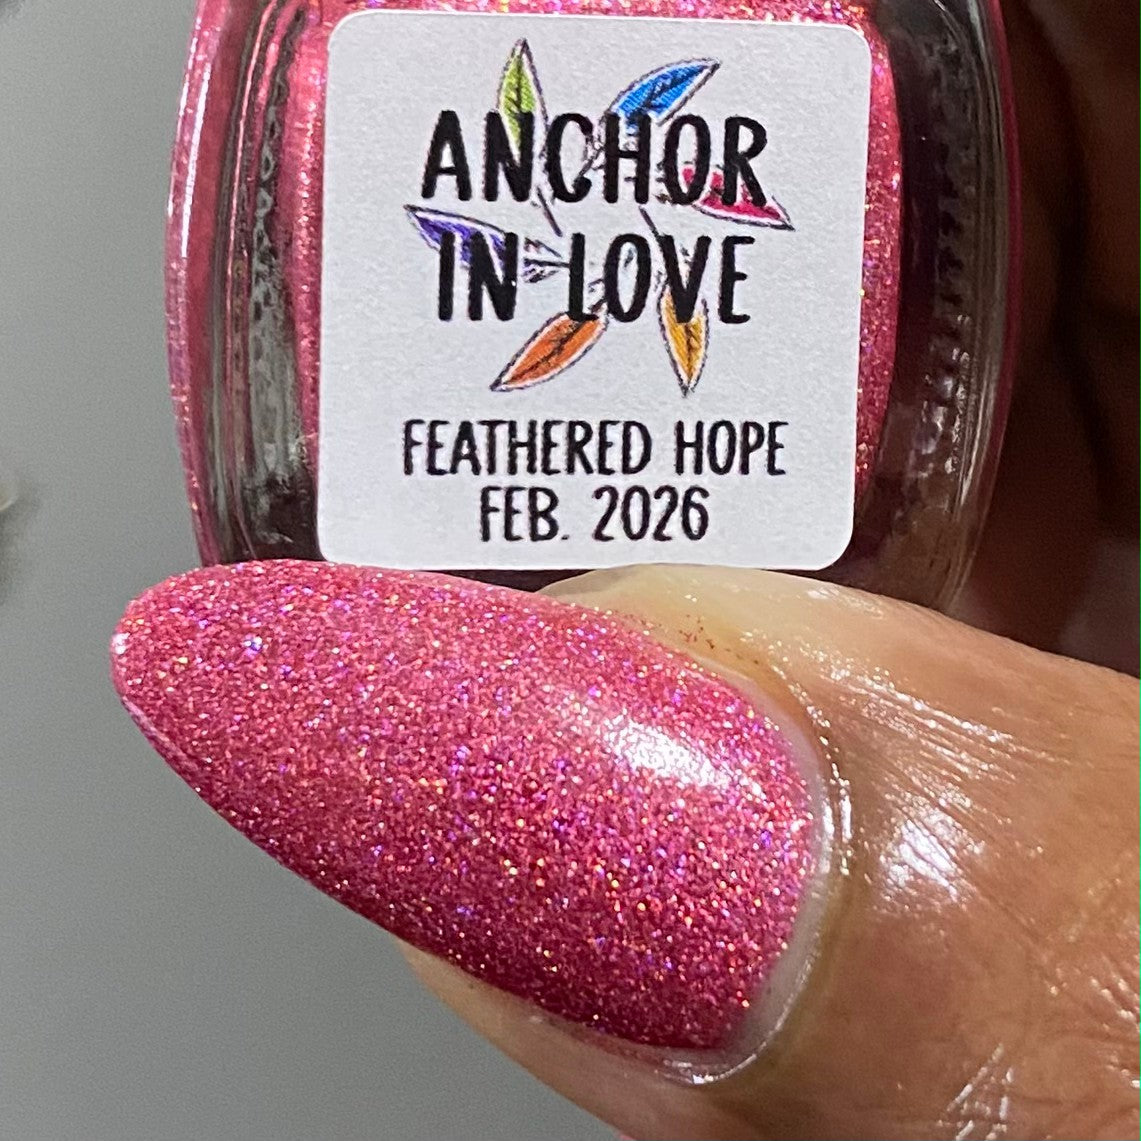 ANCHOR
IN LOVE
FEATHERED HOPE
FEB. 2026